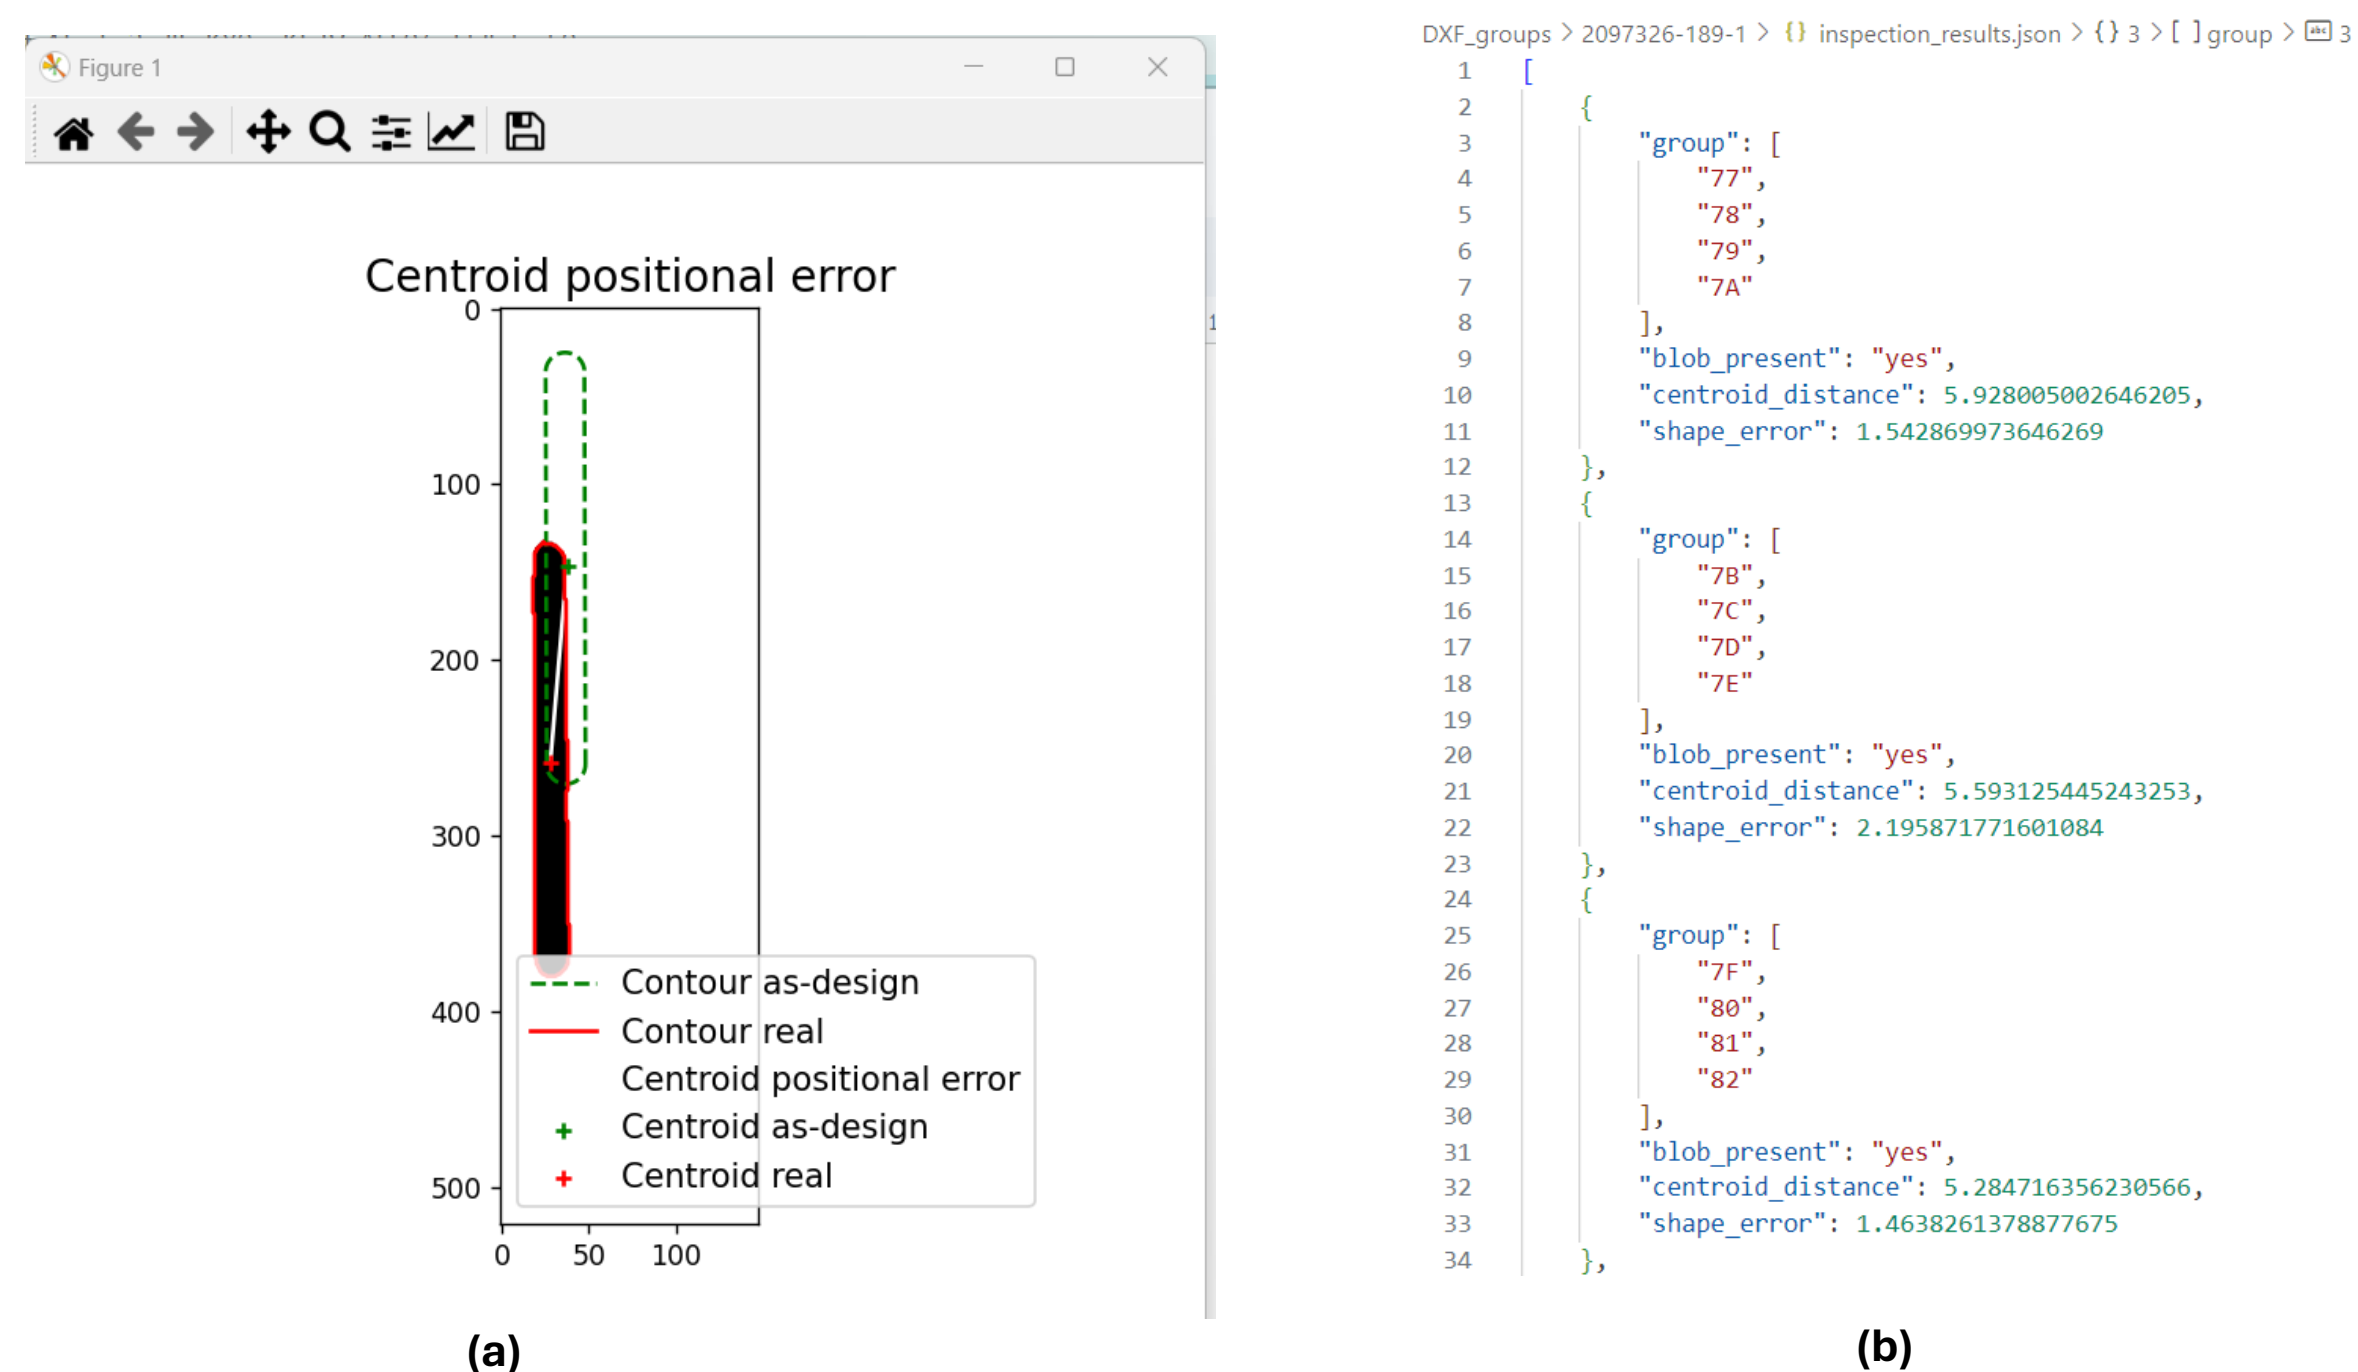 Figure 1
Centroid positional error
0
100
200
300
400
500
0 50 100
Contour as-design
Contour real
Centroid positional error
Centroid as-design
Centroid real
(a)
DXF_groups > 2097326-189-1 > {} inspection_results.json > {} 3 > [ ] group > abc 3
1 [
2 {
3 "group": [
4 "77",
5 "78",
6 "79",
7 "7A"
8 ],
9 "blob_present": "yes",
10 "centroid_distance": 5.928005002646205,
11 "shape_error": 1.542869973646269
12 },
13 {
14 "group": [
15 "7B",
16 "7C",
17 "7D",
18 "7E"
19 ],
20 "blob_present": "yes",
21 "centroid_distance": 5.593125445243253,
22 "shape_error": 2.195871771601084
23 },
24 {
25 "group": [
26 "7F",
27 "80",
28 "81",
29 "82"
30 ],
31 "blob_present": "yes",
32 "centroid_distance": 5.284716356230566,
33 "shape_error": 1.4638261378877675
34 },
(b)